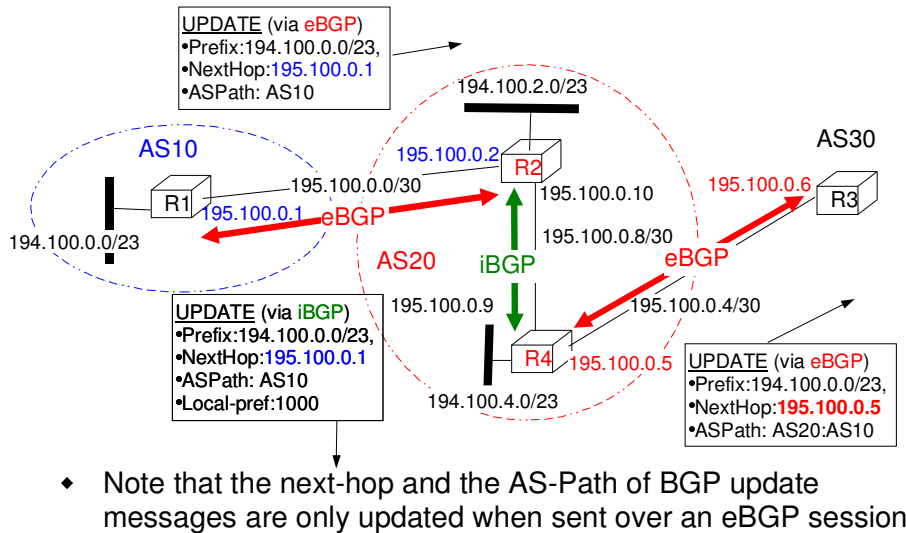 UPDATE (via eBGP)
•Prefix:194.100.0.0/23,
•NextHop:195.100.0.1
•ASPath: AS10
194.100.2.0/23
AS10
195.100.0.2
R2
AS30
R1
195.100.0.0/30
195.100.0.10
195.100.0.6
R3
195.100.0.1
eBGP
194.100.0.0/23
195.100.0.8/30
AS20
iBGP
eBGP
195.100.0.9
195.100.0.4/30
UPDATE (via iBGP)
•Prefix:194.100.0.0/23,
•NextHop:195.100.0.1
•ASPath: AS10
•Local-pref:1000
R4
195.100.0.5
194.100.4.0/23
UPDATE (via eBGP)
•Prefix:194.100.0.0/23,
•NextHop:195.100.0.5
•ASPath: AS20:AS10
◆ Note that the next-hop and the AS-Path of BGP update
messages are only updated when sent over an eBGP session